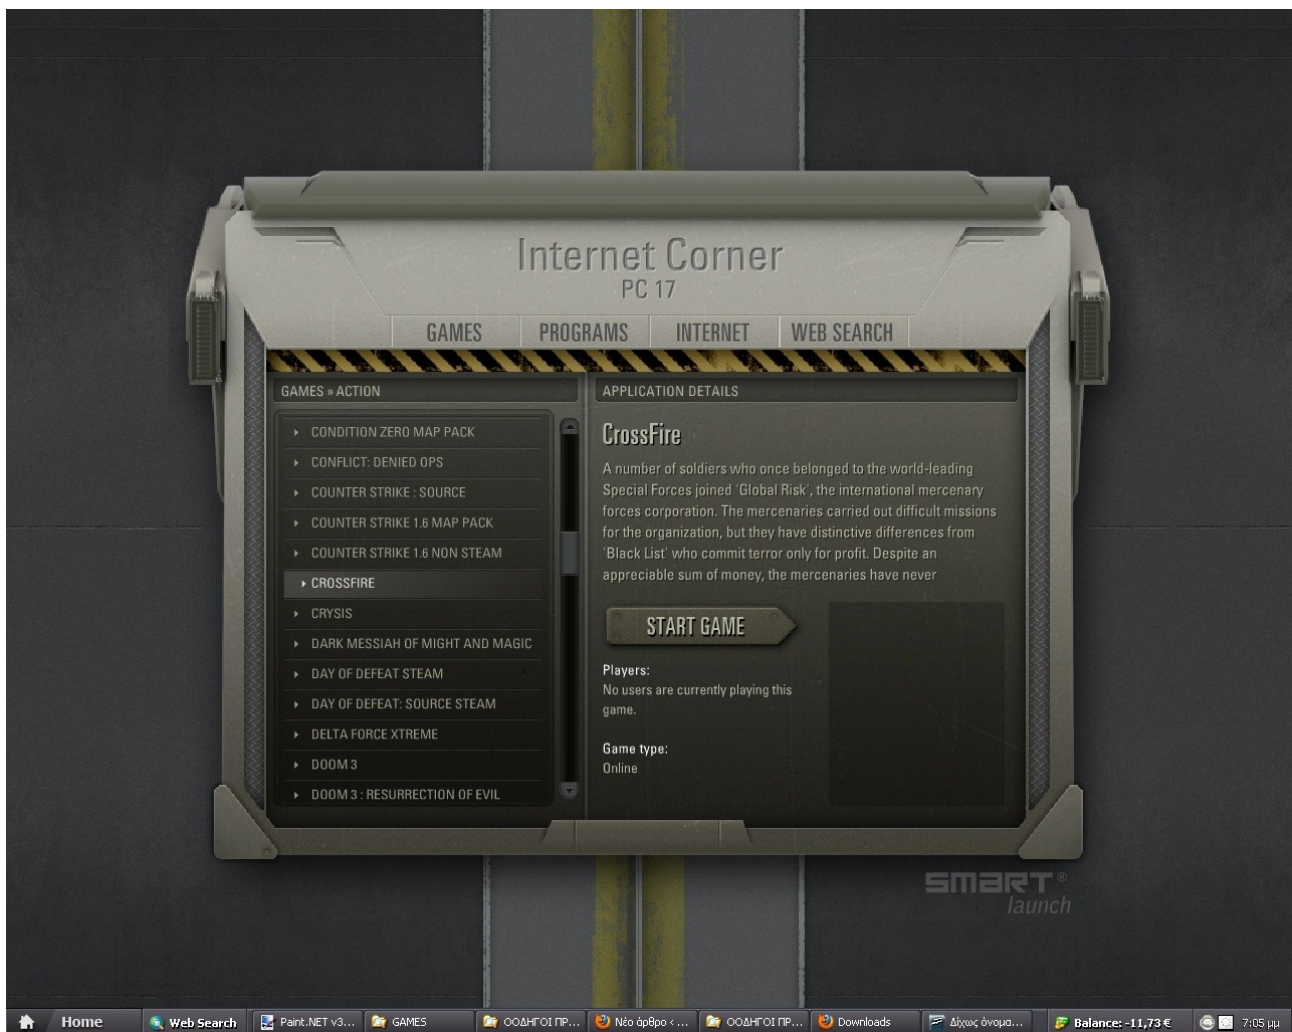 Internet Corner
PC 17
GAMES
PROGRAMS
INTERNET
WEB SEARCH
GAMES » ACTION
CONDITION ZERO MAP PACK
CONFLICT: DENIED OPS
COUNTER STRIKE : SOURCE
COUNTER STRIKE 1.6 MAP PACK
COUNTER STRIKE 1.6 NON STEAM
CROSSFIRE
CRYSIS
DARK MESSIAH OF MIGHT AND MAGIC
DAY OF DEFEAT STEAM
DAY OF DEFEAT: SOURCE STEAM
DELTA FORCE XTREME
DOOM 3
DOOM 3 : RESURRECTION OF EVIL
APPLICATION DETAILS
CrossFire
A number of soldiers who once belonged to the world-leading
Special Forces joined 'Global Risk', the international mercenary
forces corporation. The mercenaries carried out difficult missions
for the organization, but they have distinctive differences from
'Black List' who commit terror only for profit. Despite an
appreciable sum of money, the mercenaries have never
START GAME
Players:
No users are currently playing this
game.
Game type:
Online
SMART®
launch
Home
Web Search
Paint.NET v3...
GAMES
ΟΟΔΗΓΟΙ ΠΡ...
Νέο άρθρο < ...
ΟΟΔΗΓΟΙ ΠΡ...
Downloads
Δίχως όνομα...
Balance: -11,73 €
7:05 μμ